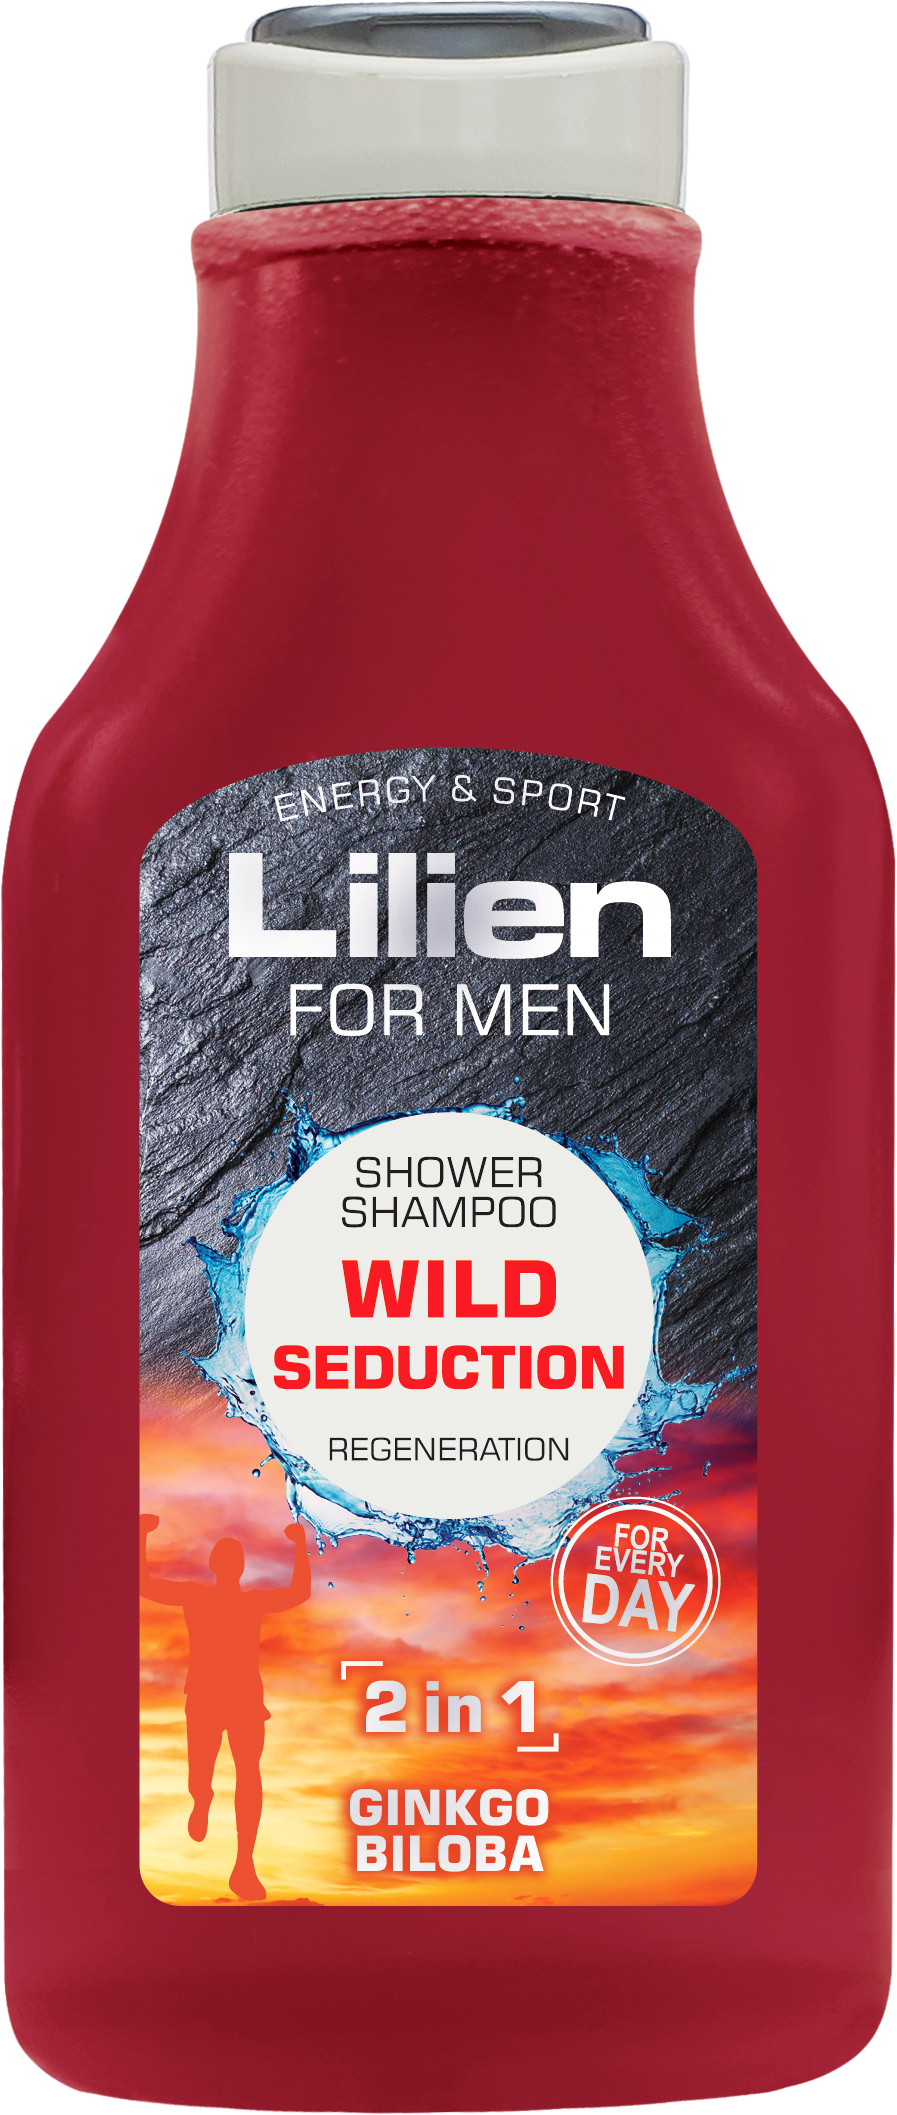 ENERGY & SPORT
Lilien
FOR MEN
SHOWER
SHAMPOO
WILD
SEDUCTION
REGENERATION
FOR
EVERY
DAY
2 in 1
GINKGO
BILOBA